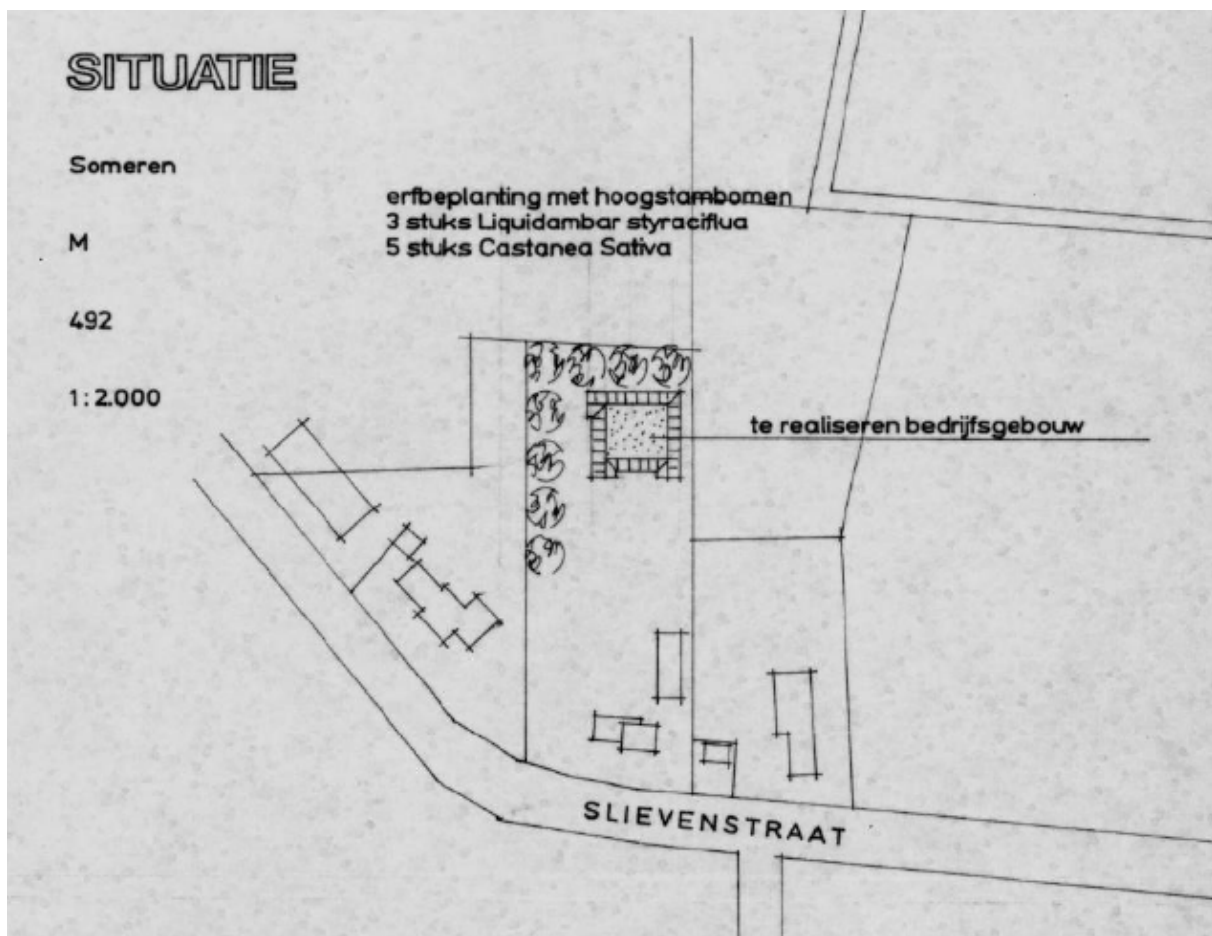 SITUATIE
Someren
erfbeplanting met hoogstambomen
3 stuks Liquidambar styraciflua
5 stuks Castanea Sativa
M
492
1:2.000
te realiseren bedrijfsgebouw
SLIEVENSTRAAT